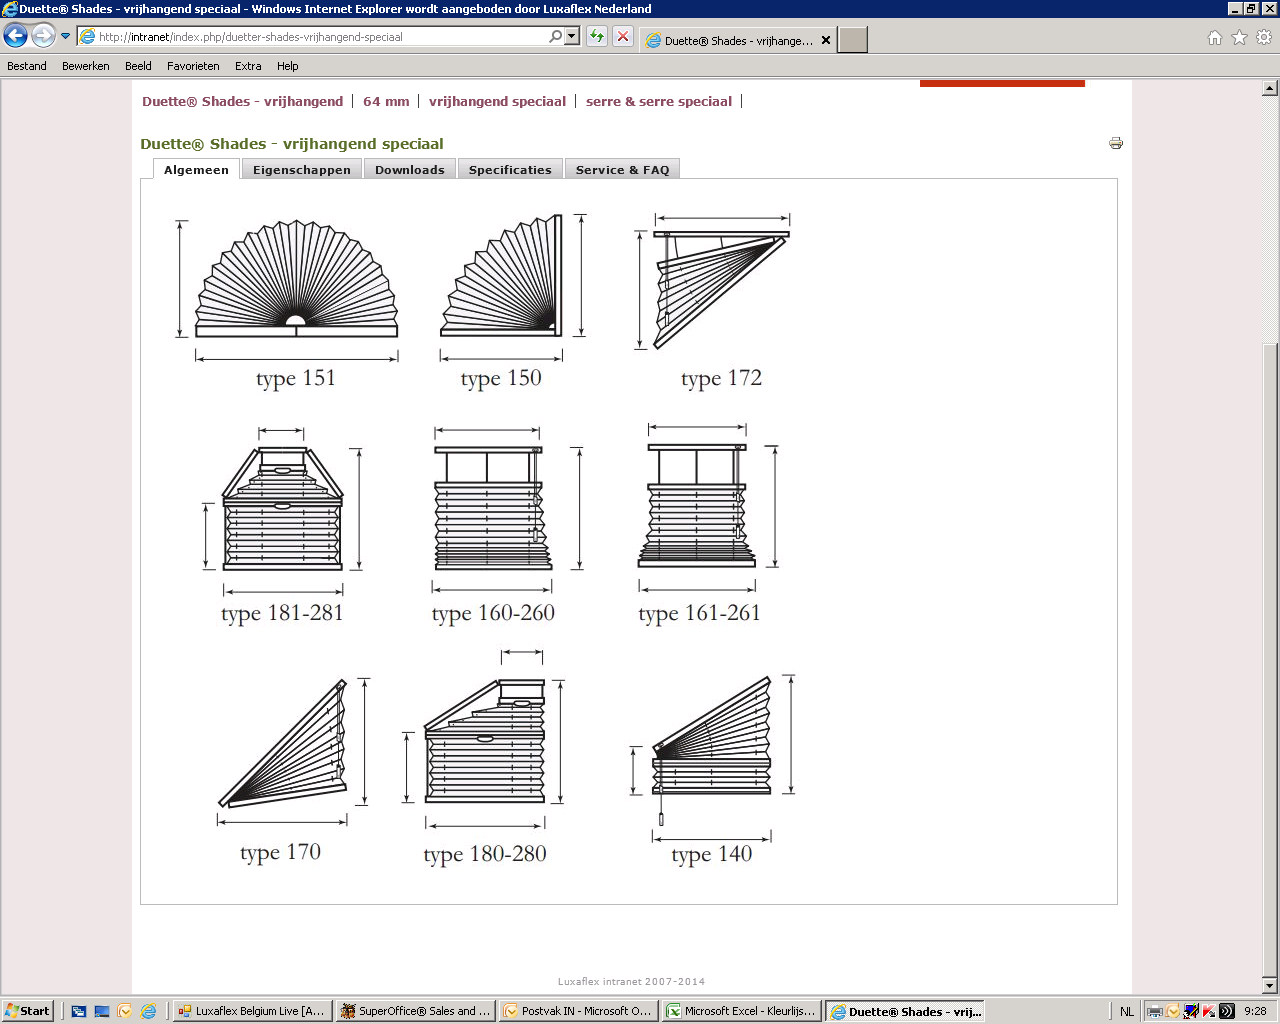 Duette® Shades - vrijhangend speciaal - Windows Internet Explorer wordt aangeboden door Luxaflex Nederland
http://intranet/index.php/duetter-shades-vrijhangend-speciaal
Duette® Shades - vrijhange...
Bestand Bewerken Beeld Favorieten Extra Help
Duette® Shades - vrijhangend | 64 mm | vrijhangend speciaal | serre & serre speciaal |
Duette® Shades - vrijhangend speciaal
Algemeen Eigenschappen Downloads Specificaties Service & FAQ
type 151 type 150 type 172
type 181-281 type 160-260 type 161-261
type 170 type 180-280 type 140
Luxaflex intranet 2007-2014
Start Luxaflex Belgium Live [A... SuperOffice® Sales and ... Postvak IN - Microsoft O... Microsoft Excel - Kleurlijs... Duette® Shades - vrij... NL 9:28